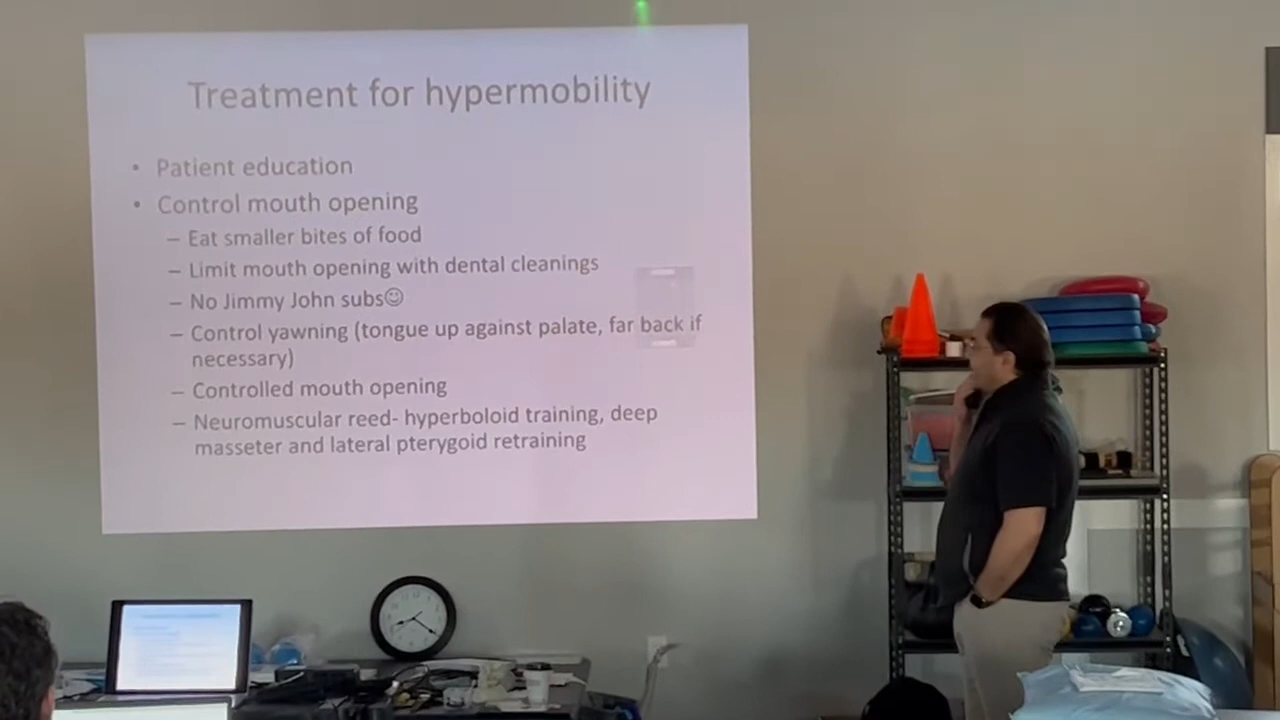 Treatment for hypermobility
• Patient education
• Control mouth opening
– Eat smaller bites of food
– Limit mouth opening with dental cleanings
– No Jimmy John subs☺
– Control yawning (tongue up against palate, far back if
necessary)
– Controlled mouth opening
– Neuromuscular reed- hyperboloid training, deep
masseter and lateral pterygoid retraining